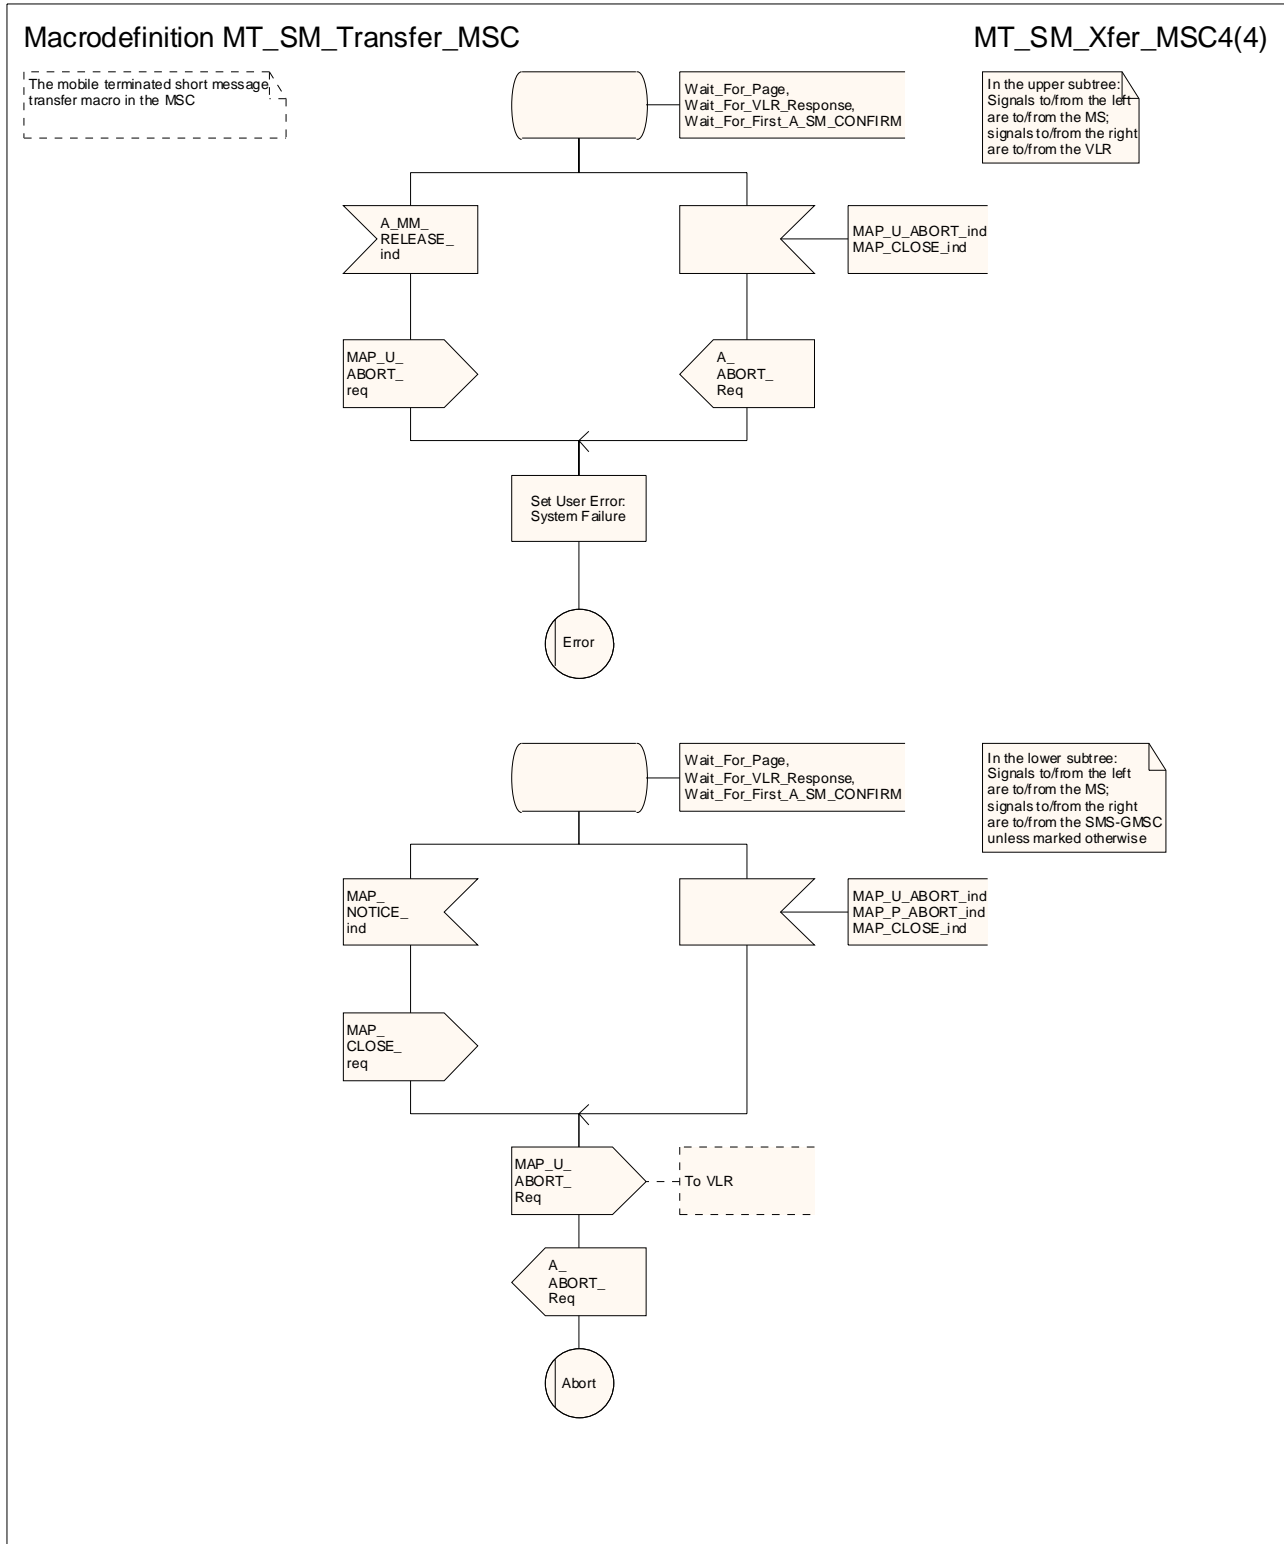 Macrodefinition MT_SM_Transfer_MSC
MT_SM_Xfer_MSC4(4)
The mobile terminated short message
transfer macro in the MSC
Wait_For_Page,
Wait_For_VLR_Response,
Wait_For_First_A_SM_CONFIRM
In the upper subtree:
Signals to/from the left
are to/from the MS;
signals to/from the right
are to/from the VLR
A_MM_
RELEASE_
ind
MAP_U_ABORT_ind
MAP_CLOSE_ind
MAP_U_
ABORT_
req
A_
ABORT_
Req
Set User Error:
System Failure
Error
Wait_For_Page,
Wait_For_VLR_Response,
Wait_For_First_A_SM_CONFIRM
In the lower subtree:
Signals to/from the left
are to/from the MS;
signals to/from the right
are to/from the SMS-GMSC
unless marked otherwise
MAP_
NOTICE_
ind
MAP_U_ABORT_ind
MAP_P_ABORT_ind
MAP_CLOSE_ind
MAP_
CLOSE_
req
MAP_U_
ABORT_
Req
To VLR
A_
ABORT_
Req
Abort